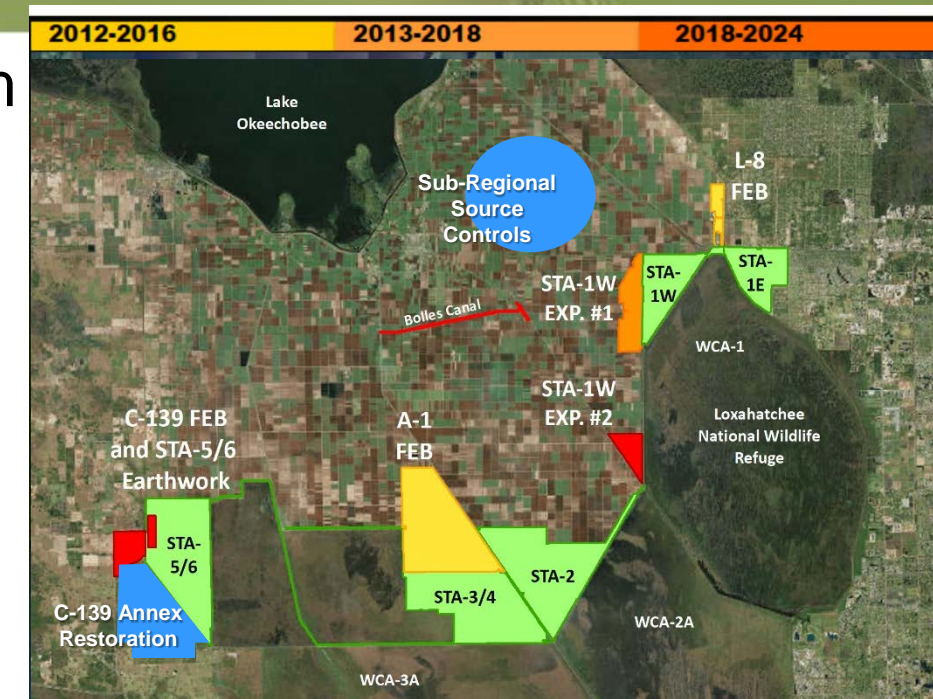 2012-2016 2013-2018 2018-2024
n
Lake
Okeechobee
Sub-Regional
Source
Controls
L-8
FEB
STA-1W
EXP. #1
STA-
1W
STA-
1E
Bolles Canal
WCA-1
STA-1W
EXP. #2
Loxahatchee
National Wildlife
Refuge
C-139 FEB
and STA-5/6
Earthwork
A-1
FEB
STA-
5/6
STA-2
STA-3/4
C-139 Annex
Restoration
WCA-2A
WCA-3A